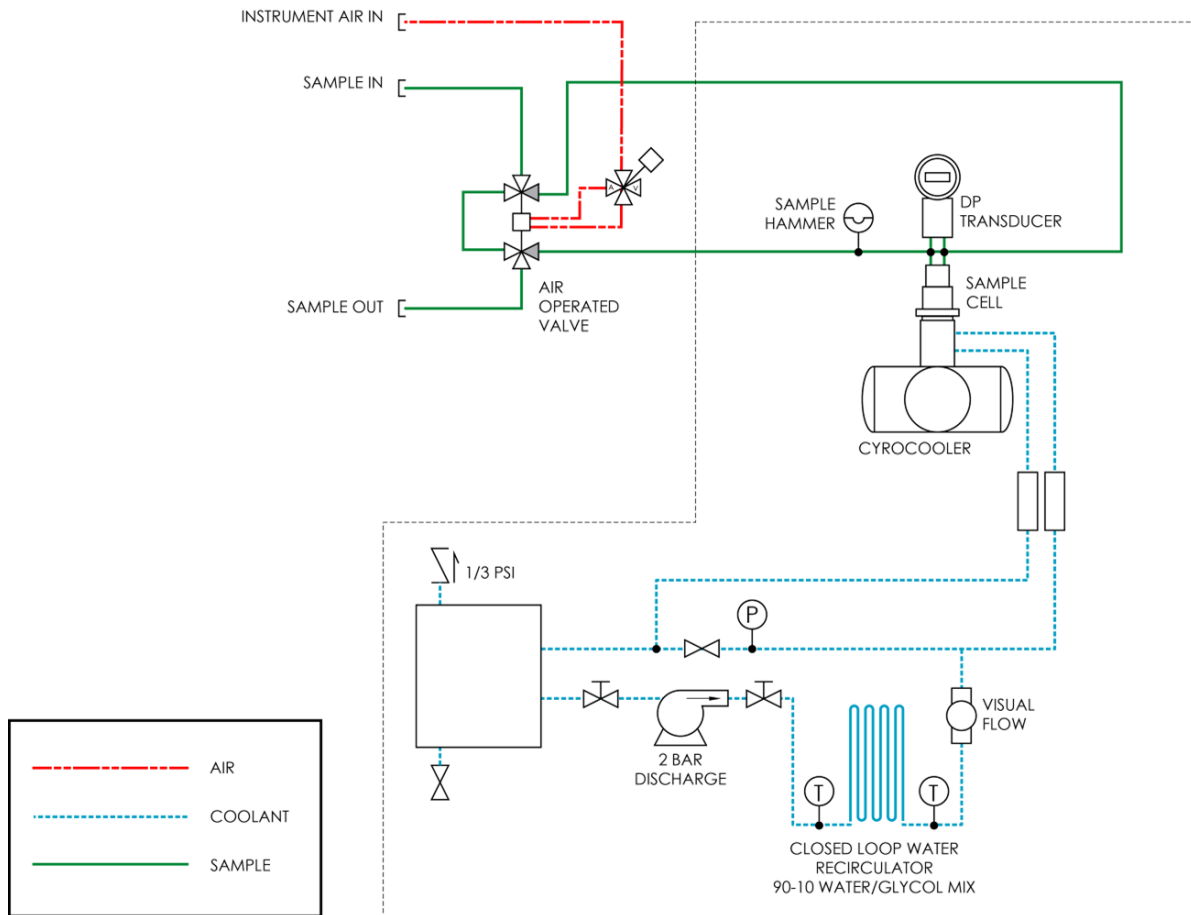 INSTRUMENT AIR IN
SAMPLE IN
A
V
SAMPLE
HAMMER
DP
TRANSDUCER
SAMPLE OUT
AIR
OPERATED
VALVE
SAMPLE
CELL
CYROCOOLER
1/3 PSI
P
VISUAL
FLOW
2 BAR
DISCHARGE
T
T
CLOSED LOOP WATER
RECIRCULATOR
90-10 WATER/GLYCOL MIX
AIR
COOLANT
SAMPLE